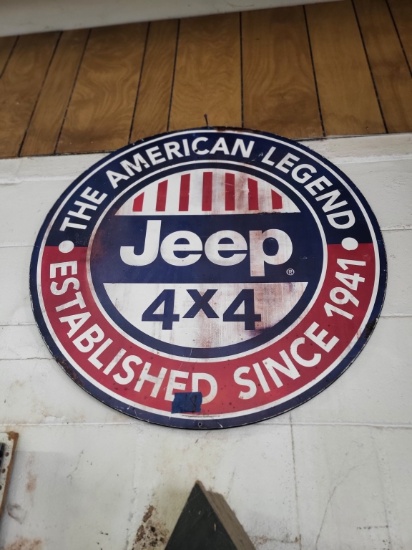 THE AMERICAN LEGEND
Jeep ®
4x4
ESTABLISHED SINCE 1941